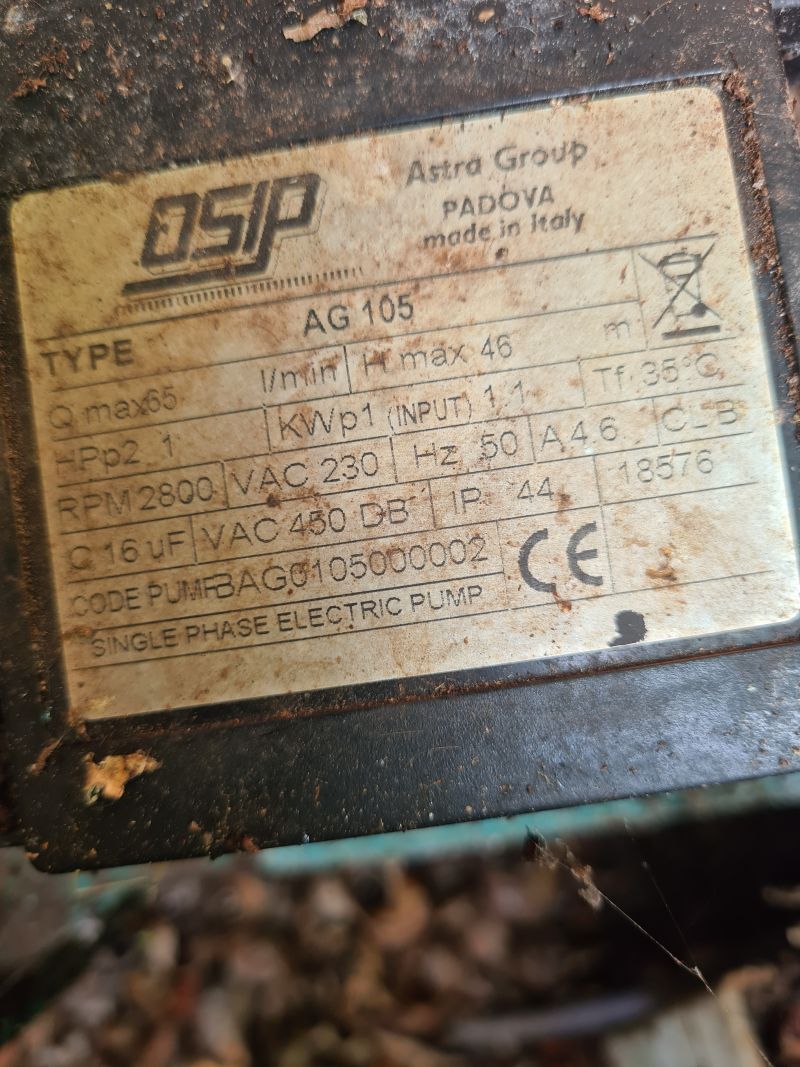 OSIP
Astra Group
PADOVA
made in Italy
TYPE AG 105
Q max65 l/min H max 46 m
HPp2 1 KWp1 (INPUT) 1.1 Tf 35°C
RPM 2800 VAC 230 Hz 50 A 4.6 CL B
C 16 uF VAC 450 DB IP 44 18576
CODE PUMP BAG0105000002 CE
SINGLE PHASE ELECTRIC PUMP